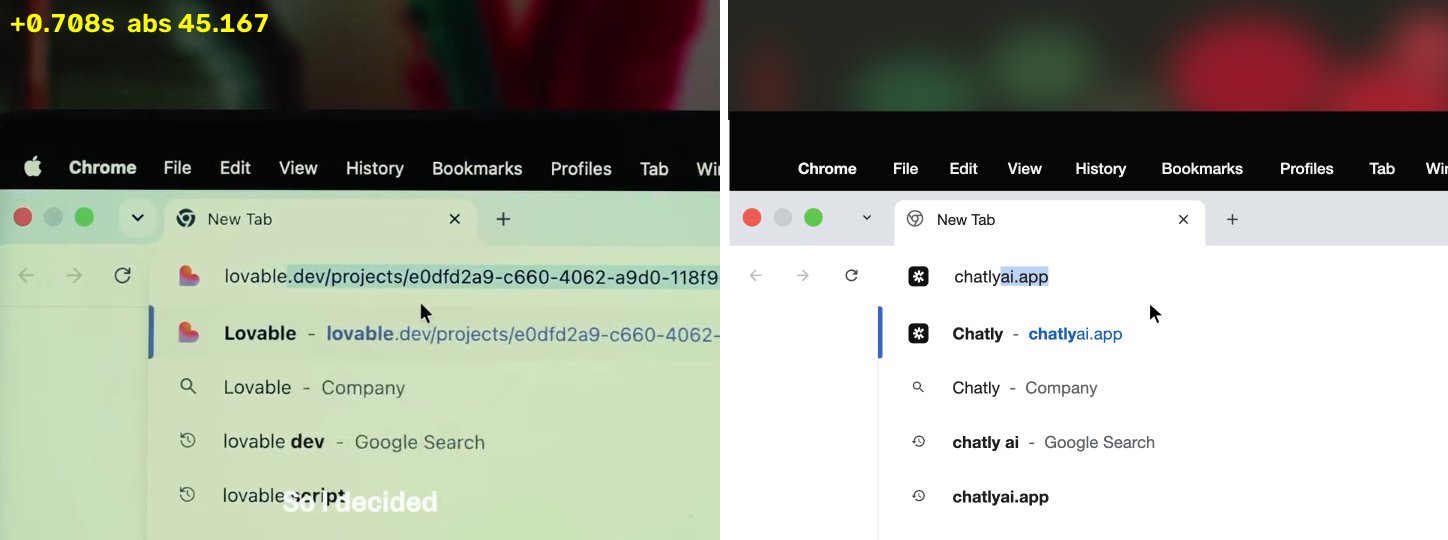 +0.708s abs 45.167
Chrome File Edit View History Bookmarks Profiles Tab
New Tab
lovable.dev/projects/e0dfd2a9-c660-4062-a9d0-118f9
Lovable - lovable.dev/projects/e0dfd2a9-c660-4062-
Lovable - Company
lovable dev - Google Search
lovable script
So I decided
Chrome File Edit View History Bookmarks Profiles Tab
New Tab
chatlyai.app
Chatly - chatlyai.app
Chatly - Company
chatly ai - Google Search
chatlyai.app